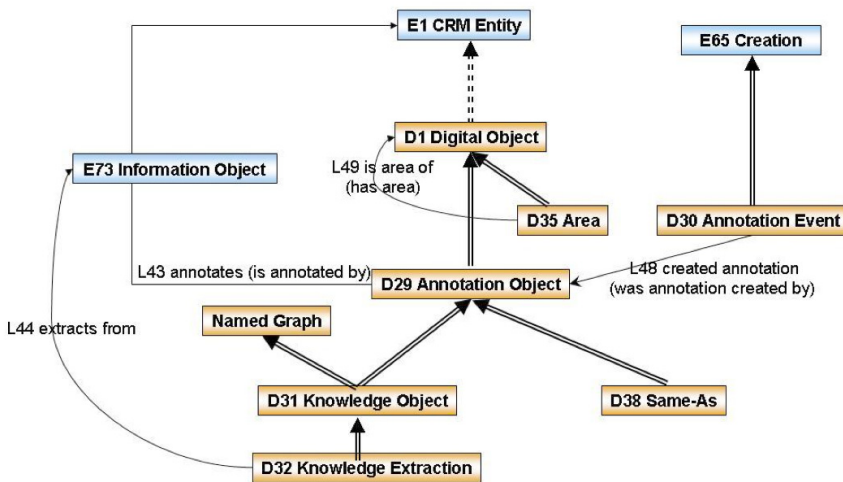 E1 CRM Entity
E65 Creation
D1 Digital Object
E73 Information Object
L49 is area of
(has area)
D35 Area
D30 Annotation Event
L43 annotates (is annotated by)
D29 Annotation Object
L48 created annotation
(was annotation created by)
Named Graph
L44 extracts from
D31 Knowledge Object
D38 Same-As
D32 Knowledge Extraction